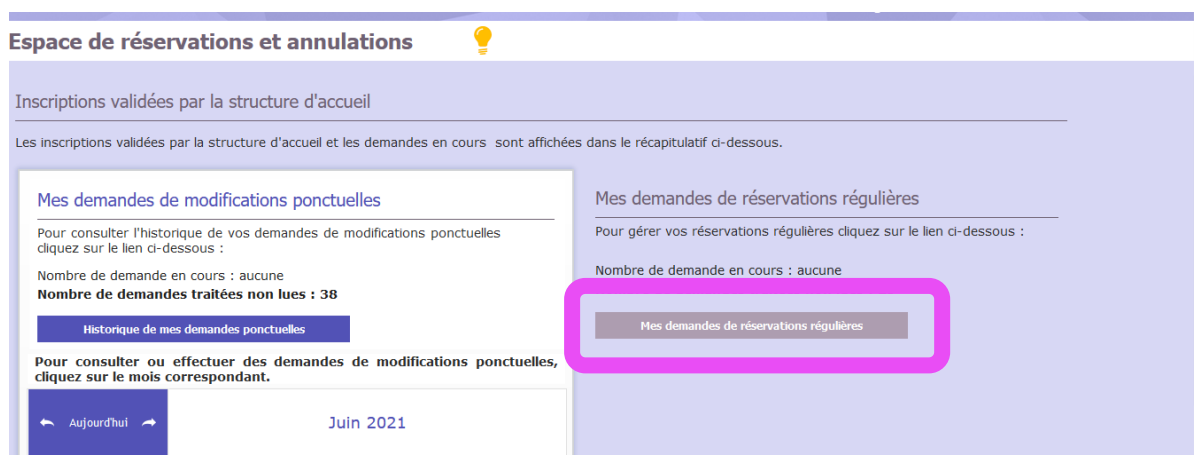 Espace de réservations et annulations
Inscriptions validées par la structure d'accueil
Les inscriptions validées par la structure d'accueil et les demandes en cours sont affichées dans le récapitulatif ci-dessous.
Mes demandes de modifications ponctuelles
Pour consulter l'historique de vos demandes de modifications ponctuelles
cliquez sur le lien ci-dessous :
Nombre de demande en cours : aucune
Nombre de demandes traitées non lues : 38
Historique de mes demandes ponctuelles
Pour consulter ou effectuer des demandes de modifications ponctuelles,
cliquez sur le mois correspondant.
Aujourd'hui
Juin 2021
Mes demandes de réservations régulières
Pour gérer vos réservations régulières cliquez sur le lien ci-dessous :
Nombre de demande en cours : aucune
Mes demandes de réservations régulières